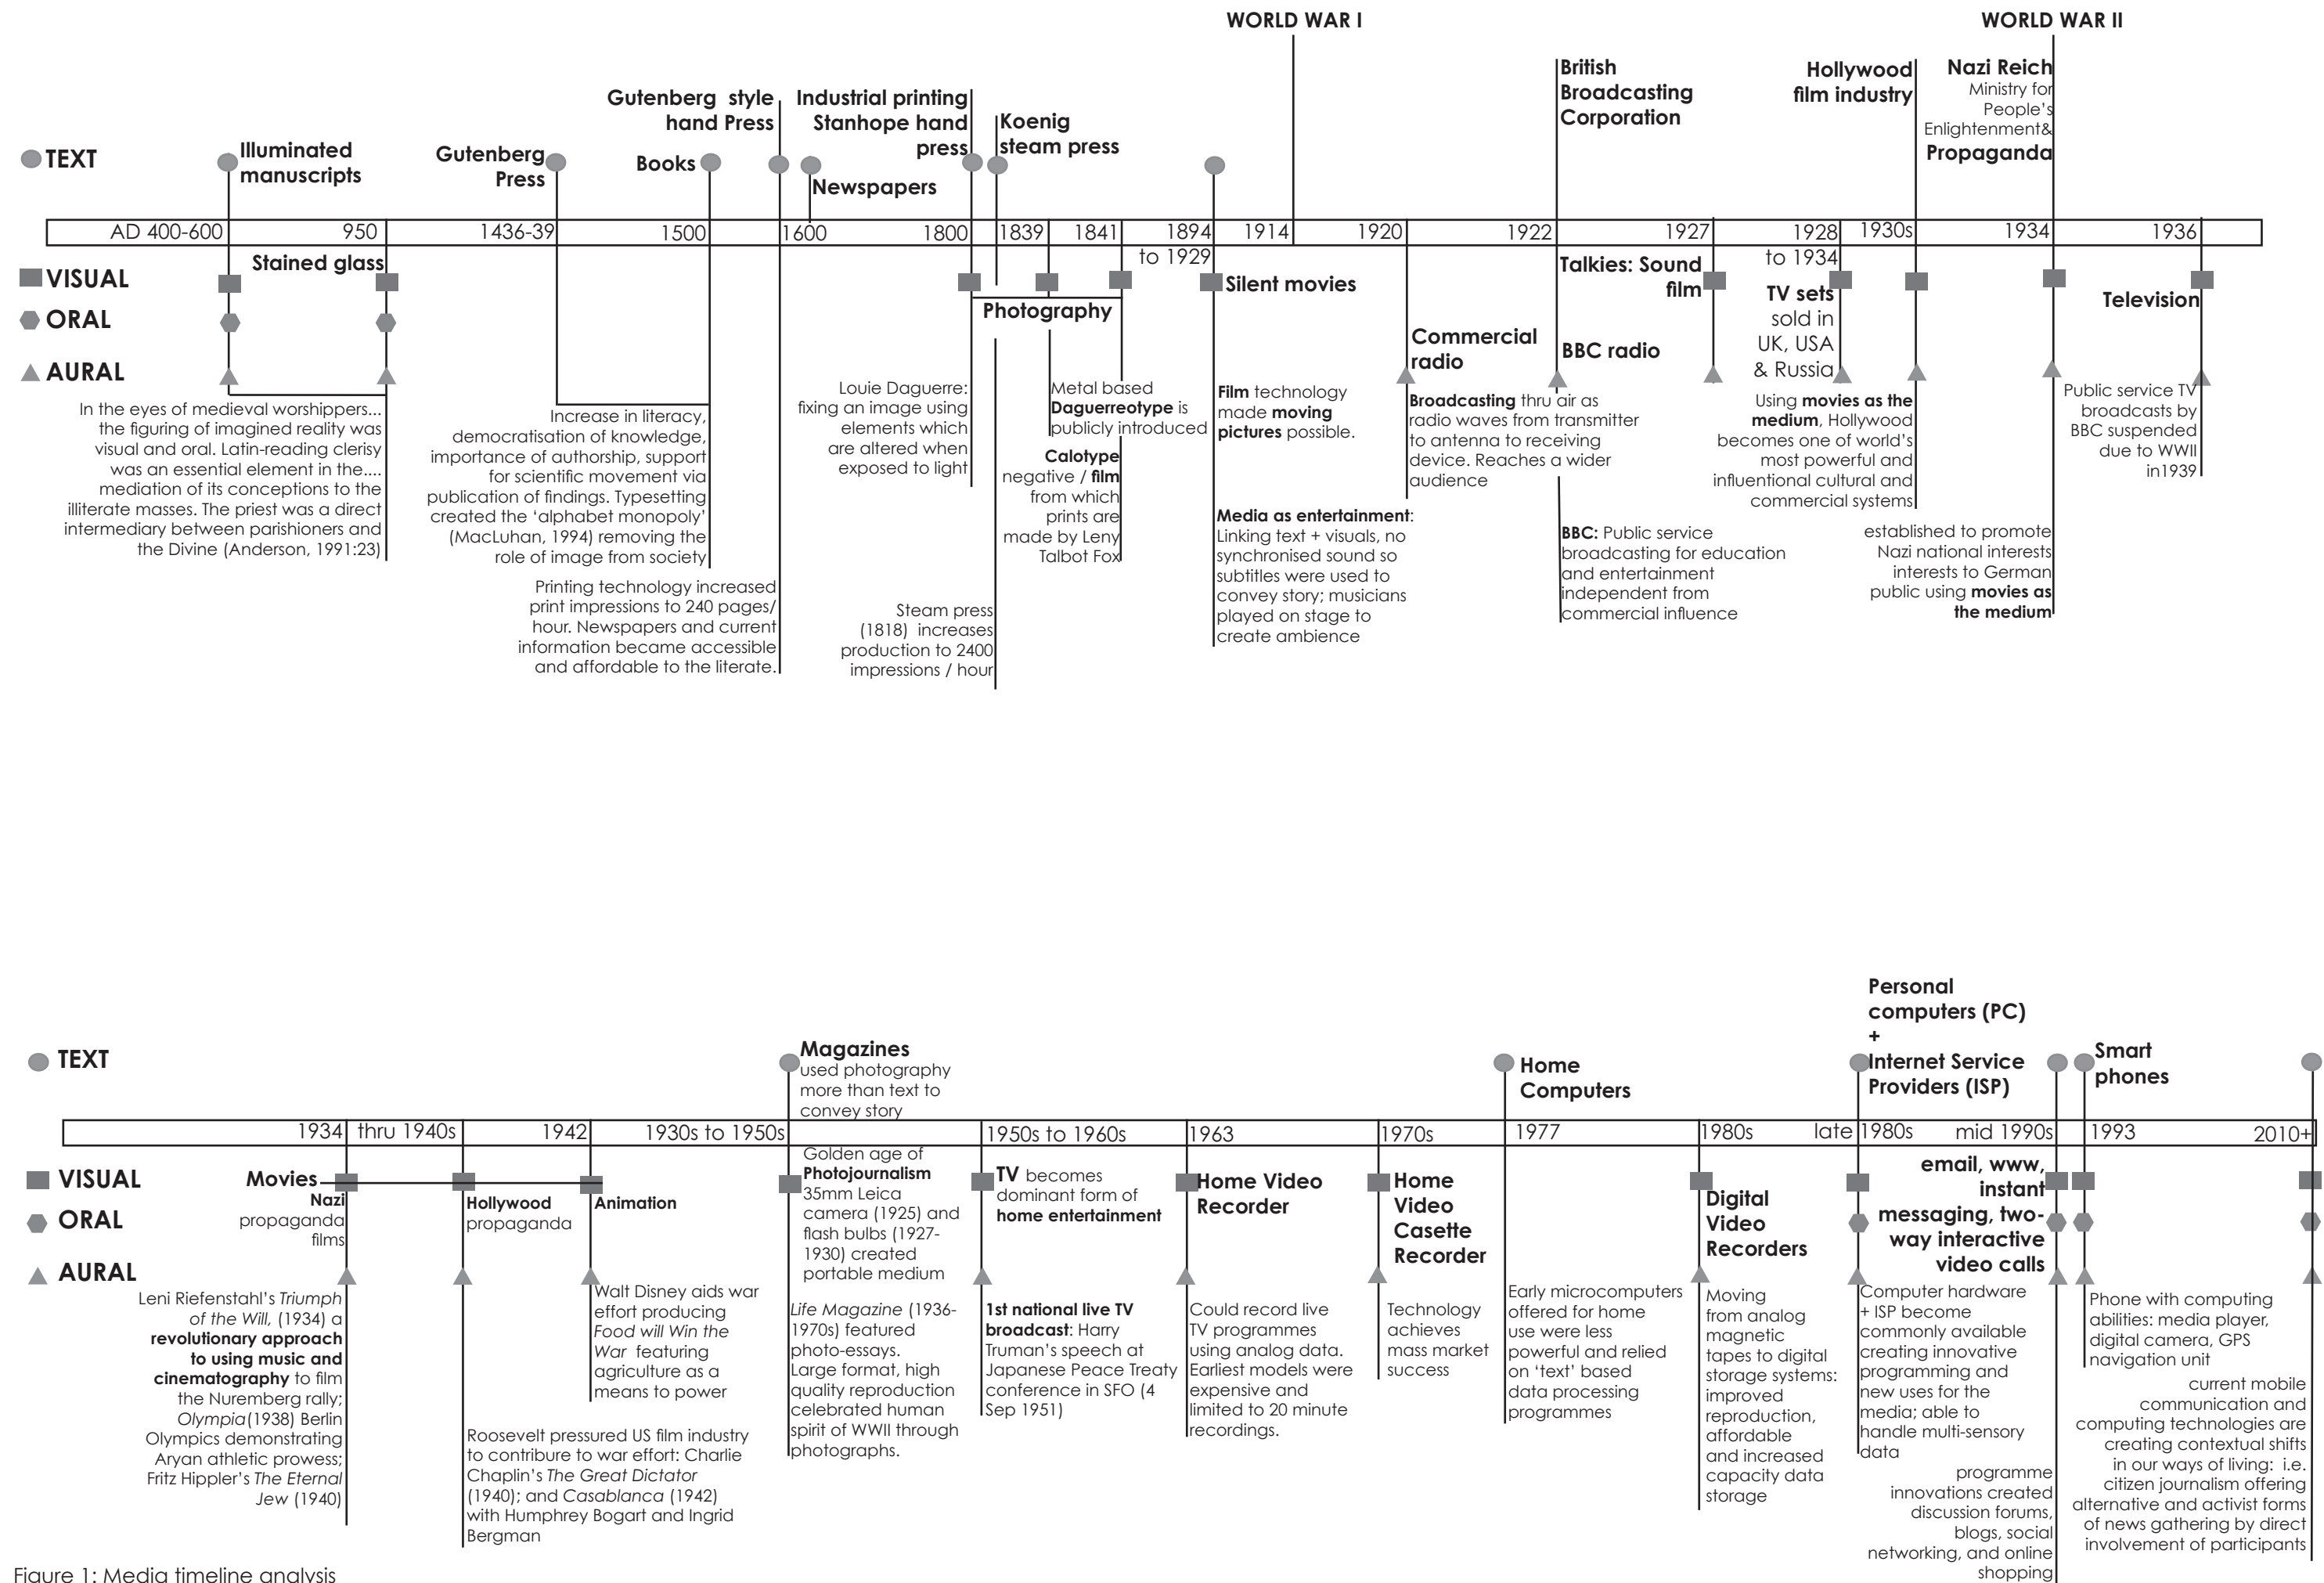 WORLD WAR I
WORLD WAR II
British
Broadcasting
Corporation
Hollywood
film industry
Nazi Reich
Ministry for
People's
Enlightenment&
Propaganda
Gutenberg style
hand Press
Industrial printing
Stanhope hand
press
Koenig
steam press
TEXT
Illuminated
manuscripts
Gutenberg
Press
Books
Newspapers
AD 400-600
950
1436-39
1500
1600
1800
1839
1841
1894
to 1929
1914
1920
1922
1927
1928
to 1934
1930s
1934
1936
VISUAL
ORAL
AURAL
Stained glass
Photography
Silent movies
Commercial
radio
BBC radio
Talkies: Sound
film
TV sets
sold in
UK, USA
& Russia
Television
In the eyes of medieval worshippers...
the figuring of imagined reality was
visual and oral. Latin-reading clerisy
was an essential element in the....
mediation of its conceptions to the
illiterate masses. The priest was a direct
intermediary between parishioners and
the Divine (Anderson, 1991:23)
Increase in literacy,
democratisation of knowledge,
importance of authorship, support
for scientific movement via
publication of findings. Typesetting
created the 'alphabet monopoly'
(MacLuhan, 1994) removing the
role of image from society
Printing technology increased
print impressions to 240 pages/
hour. Newspapers and current
information became accessible
and affordable to the literate.
Louie Daguerre:
fixing an image using
elements which
are altered when
exposed to light
Steam press
(1818) increases
production to 2400
impressions / hour
Metal based
Daguerreotype is
publicly introduced
Calotype
negative / film
from which
prints are
made by Leny
Talbot Fox
Film technology
made moving
pictures possible.
Media as entertainment:
Linking text + visuals, no
synchronised sound so
subtitles were used to
convey story; musicians
played on stage to
create ambience
Broadcasting thru air as
radio waves from transmitter
to antenna to receiving
device. Reaches a wider
audience
BBC: Public service
broadcasting for education
and entertainment
independent from
commercial influence
Using movies as the
medium, Hollywood
becomes one of world's
most powerful and
influentional cultural and
commercial systems
established to promote
Nazi national interests
interests to German
public using movies as
the medium
Public service TV
broadcasts by
BBC suspended
due to WWII
in1939
TEXT
Magazines
used photography
more than text to
convey story
Home
Computers
Personal
computers (PC)
+
Internet Service
Providers (ISP)
Smart
phones
1934
thru 1940s
1942
1930s to 1950s
1950s to 1960s
1963
1970s
1977
1980s
late 1980s
mid 1990s
1993
2010+
VISUAL
ORAL
AURAL
Movies
Nazi
propaganda
films
Hollywood
propaganda
Animation
Golden age of
Photojournalism
35mm Leica
camera (1925) and
flash bulbs (1927-
1930) created
portable medium
TV becomes
dominant form of
home entertainment
Home Video
Recorder
Home
Video
Casette
Recorder
Digital
Video
Recorders
email, www,
instant
messaging, two-
way interactive
video calls
Leni Riefenstahl's Triumph
of the Will, (1934) a
revolutionary approach
to using music and
cinematography to film
the Nuremberg rally;
Olympia(1938) Berlin
Olympics demonstrating
Aryan athletic prowess;
Fritz Hippler's The Eternal
Jew (1940)
Roosevelt pressured US film industry
to contribute to war effort: Charlie
Chaplin's The Great Dictator
(1940); and Casablanca (1942)
with Humphrey Bogart and Ingrid
Bergman
Walt Disney aids war
effort producing
Food will Win the
War featuring
agriculture as a
means to power
Life Magazine (1936-
1970s) featured
photo-essays.
Large format, high
quality reproduction
celebrated human
spirit of WWII through
photographs.
1st national live TV
broadcast: Harry
Truman's speech at
Japanese Peace Treaty
conference in SFO (4
Sep 1951)
Could record live
TV programmes
using analog data.
Earliest models were
expensive and
limited to 20 minute
recordings.
Technology
achieves
mass market
success
Early microcomputers
offered for home
use were less
powerful and relied
on 'text' based
data processing
programmes
Moving
from analog
magnetic
tapes to digital
storage systems:
improved
reproduction,
affordable
and increased
capacity data
storage
Computer hardware
+ ISP become
commonly available
creating innovative
programming and
new uses for the
media; able to
handle multi-sensory
data
programme
innovations created
discussion forums,
blogs, social
networking, and online
shopping
Phone with computing
abilities: media player,
digital camera, GPS
navigation unit
current mobile
communication and
computing technologies are
creating contextual shifts
in our ways of living: i.e.
citizen journalism offering
alternative and activist forms
of news gathering by direct
involvement of participants
Figure 1: Media timeline analysis